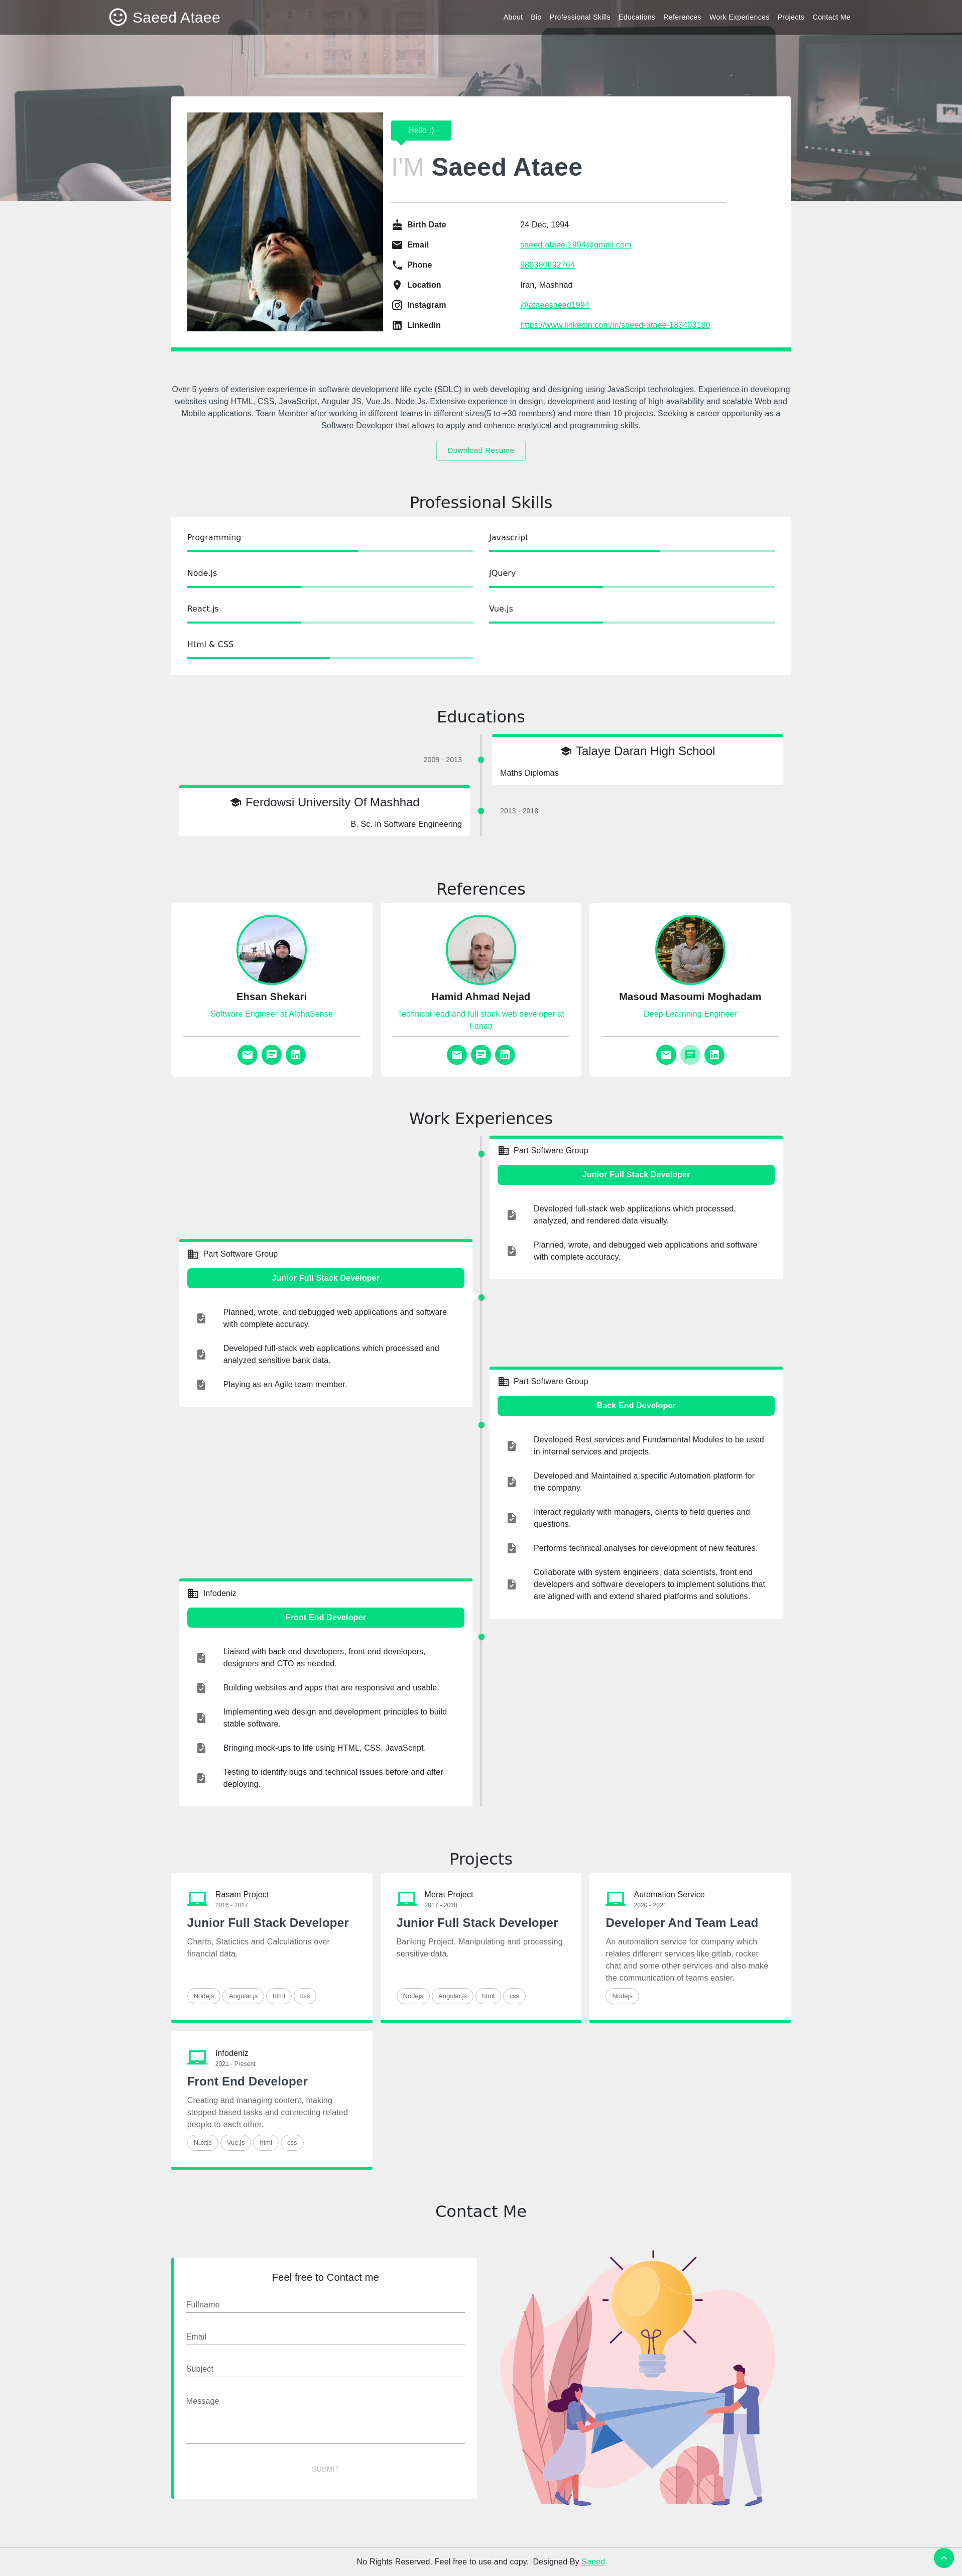 Saeed Ataee
About Bio Professional Skills Educations References Work Experiences Projects Contact Me
Hello :)
I'M Saeed Ataee
Birth Date 24 Dec, 1994
Email saeed.ataee.1994@gmail.com
Phone 989380692764
Location Iran, Mashhad
Instagram @ataeesaeed1994
Linkedin https://www.linkedin.com/in/saeed-ataee-183403180
Over 5 years of extensive experience in software development life cycle (SDLC) in web developing and designing using JavaScript technologies. Experience in developing
websites using HTML, CSS, JavaScript, Angular JS, Vue.Js, Node.Js. Extensive experience in design, development and testing of high availability and scalable Web and
Mobile applications. Team Member after working in different teams in different sizes(5 to +30 members) and more than 10 projects. Seeking a career opportunity as a
Software Developer that allows to apply and enhance analytical and programming skills.
Download Resume
Professional Skills
Programming
Javascript
Node.js
JQuery
React.js
Vue.js
Html & CSS
Educations
2009 - 2013
Talaye Daran High School
Maths Diplomas
Ferdowsi University Of Mashhad
B. Sc. in Software Engineering
2013 - 2018
References
Ehsan Shekari
Software Engineer at AlphaSense
Hamid Ahmad Nejad
Technical lead and full stack web developer at
Fanap
Masoud Masoumi Moghadam
Deep Learnning Engineer
Work Experiences
Part Software Group
Junior Full Stack Developer
Developed full-stack web applications which processed,
analyzed, and rendered data visually.
Planned, wrote, and debugged web applications and software
with complete accuracy.
Part Software Group
Junior Full Stack Developer
Planned, wrote, and debugged web applications and software
with complete accuracy.
Developed full-stack web applications which processed and
analyzed sensitive bank data.
Playing as an Agile team member.
Part Software Group
Back End Developer
Developed Rest services and Fundamental Modules to be used
in internal services and projects.
Developed and Maintained a specific Automation platform for
the company.
Interact regularly with managers, clients to field queries and
questions.
Performs technical analyses for development of new features.
Collaborate with system engineers, data scientists, front end
developers and software developers to implement solutions that
are aligned with and extend shared platforms and solutions.
Infodeniz
Front End Developer
Liaised with back end developers, front end developers,
designers and CTO as needed.
Building websites and apps that are responsive and usable.
Implementing web design and development principles to build
stable software.
Bringing mock-ups to life using HTML, CSS, JavaScript.
Testing to identify bugs and technical issues before and after
deploying.
Projects
Rasam Project
2016 - 2017
Junior Full Stack Developer
Charts, Statictics and Calculations over
financial data.
Nodejs Angular.js html css
Merat Project
2017 - 2018
Junior Full Stack Developer
Banking Project. Manipulating and processing
sensitive data.
Nodejs Angular.js html css
Automation Service
2020 - 2021
Developer And Team Lead
An automation service for company which
relates different services like gitlab, rocket
chat and some other services and also make
the communication of teams easier.
Nodejs
Infodeniz
2021 - Present
Front End Developer
Creating and managing content, making
stepped-based tasks and connecting related
people to each other.
Nuxtjs Vue.js html css
Contact Me
Feel free to Contact me
Fullname
Email
Subject
Message
SUBMIT
No Rights Reserved. Feel free to use and copy. Designed By Saeed